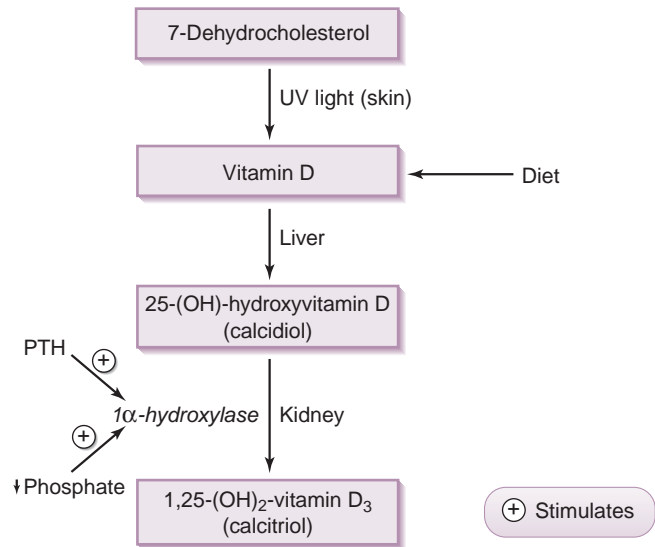 7-Dehydrocholesterol
UV light (skin)
Vitamin D
Diet
Liver
25-(OH)-hydroxyvitamin D
(calcidiol)
PTH
+
1α-hydroxylase
Kidney
+
↓Phosphate
1,25-(OH)₂-vitamin D₃
(calcitriol)
+ Stimulates